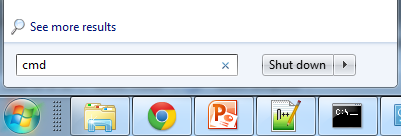 See more results
cmd
Shut down
P
n++
C:\_